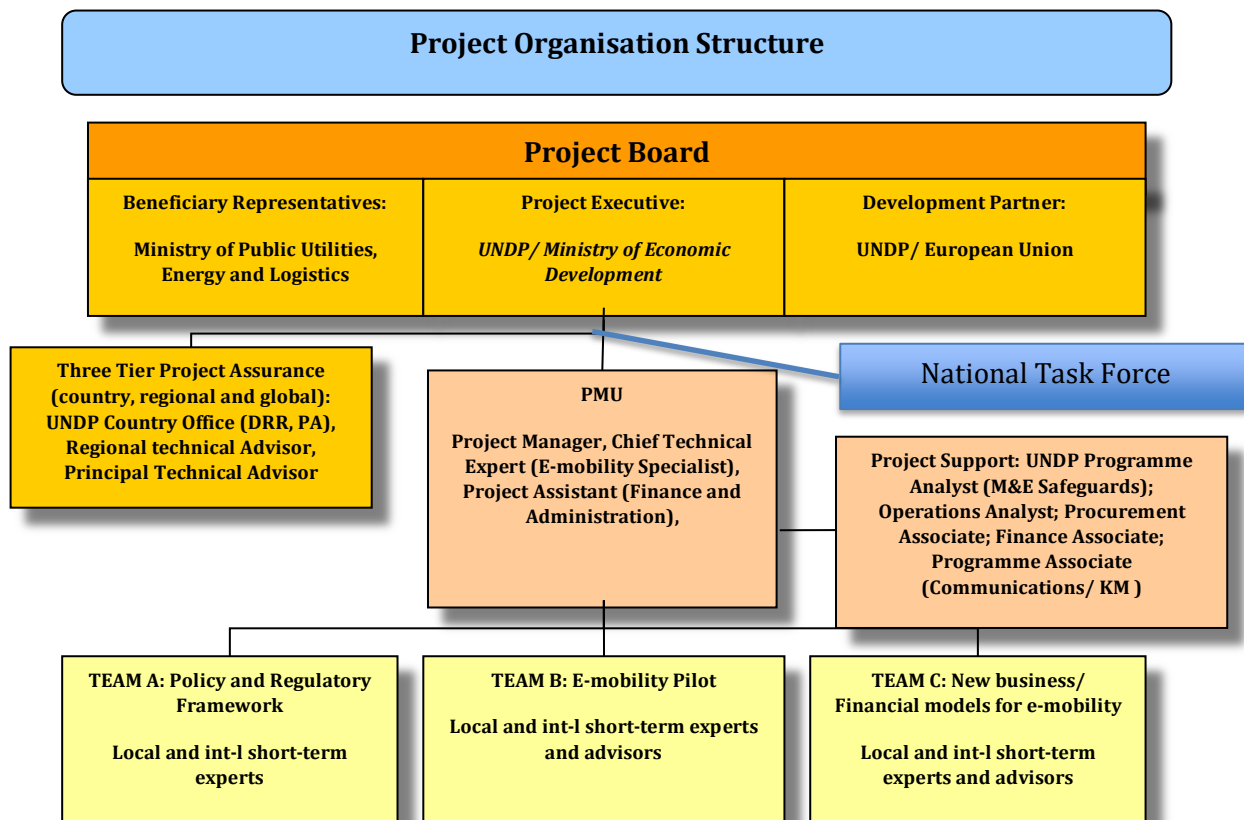 Project Organisation Structure
Project Board
Beneficiary Representatives:
Ministry of Public Utilities,
Energy and Logistics
Project Executive:
UNDP/ Ministry of Economic
Development
Development Partner:
UNDP/ European Union
Three Tier Project Assurance
(country, regional and global):
UNDP Country Office (DRR, PA),
Regional technical Advisor,
Principal Technical Advisor
National Task Force
PMU
Project Manager, Chief Technical
Expert (E-mobility Specialist),
Project Assistant (Finance and
Administration),
Project Support: UNDP Programme
Analyst (M&E Safeguards);
Operations Analyst; Procurement
Associate; Finance Associate;
Programme Associate
(Communications/ KM )
TEAM A: Policy and Regulatory
Framework
Local and int-l short-term
experts
TEAM B: E-mobility Pilot
Local and int-l short-term experts
and advisors
TEAM C: New business/
Financial models for e-mobility
Local and int-l short-term
experts and advisors